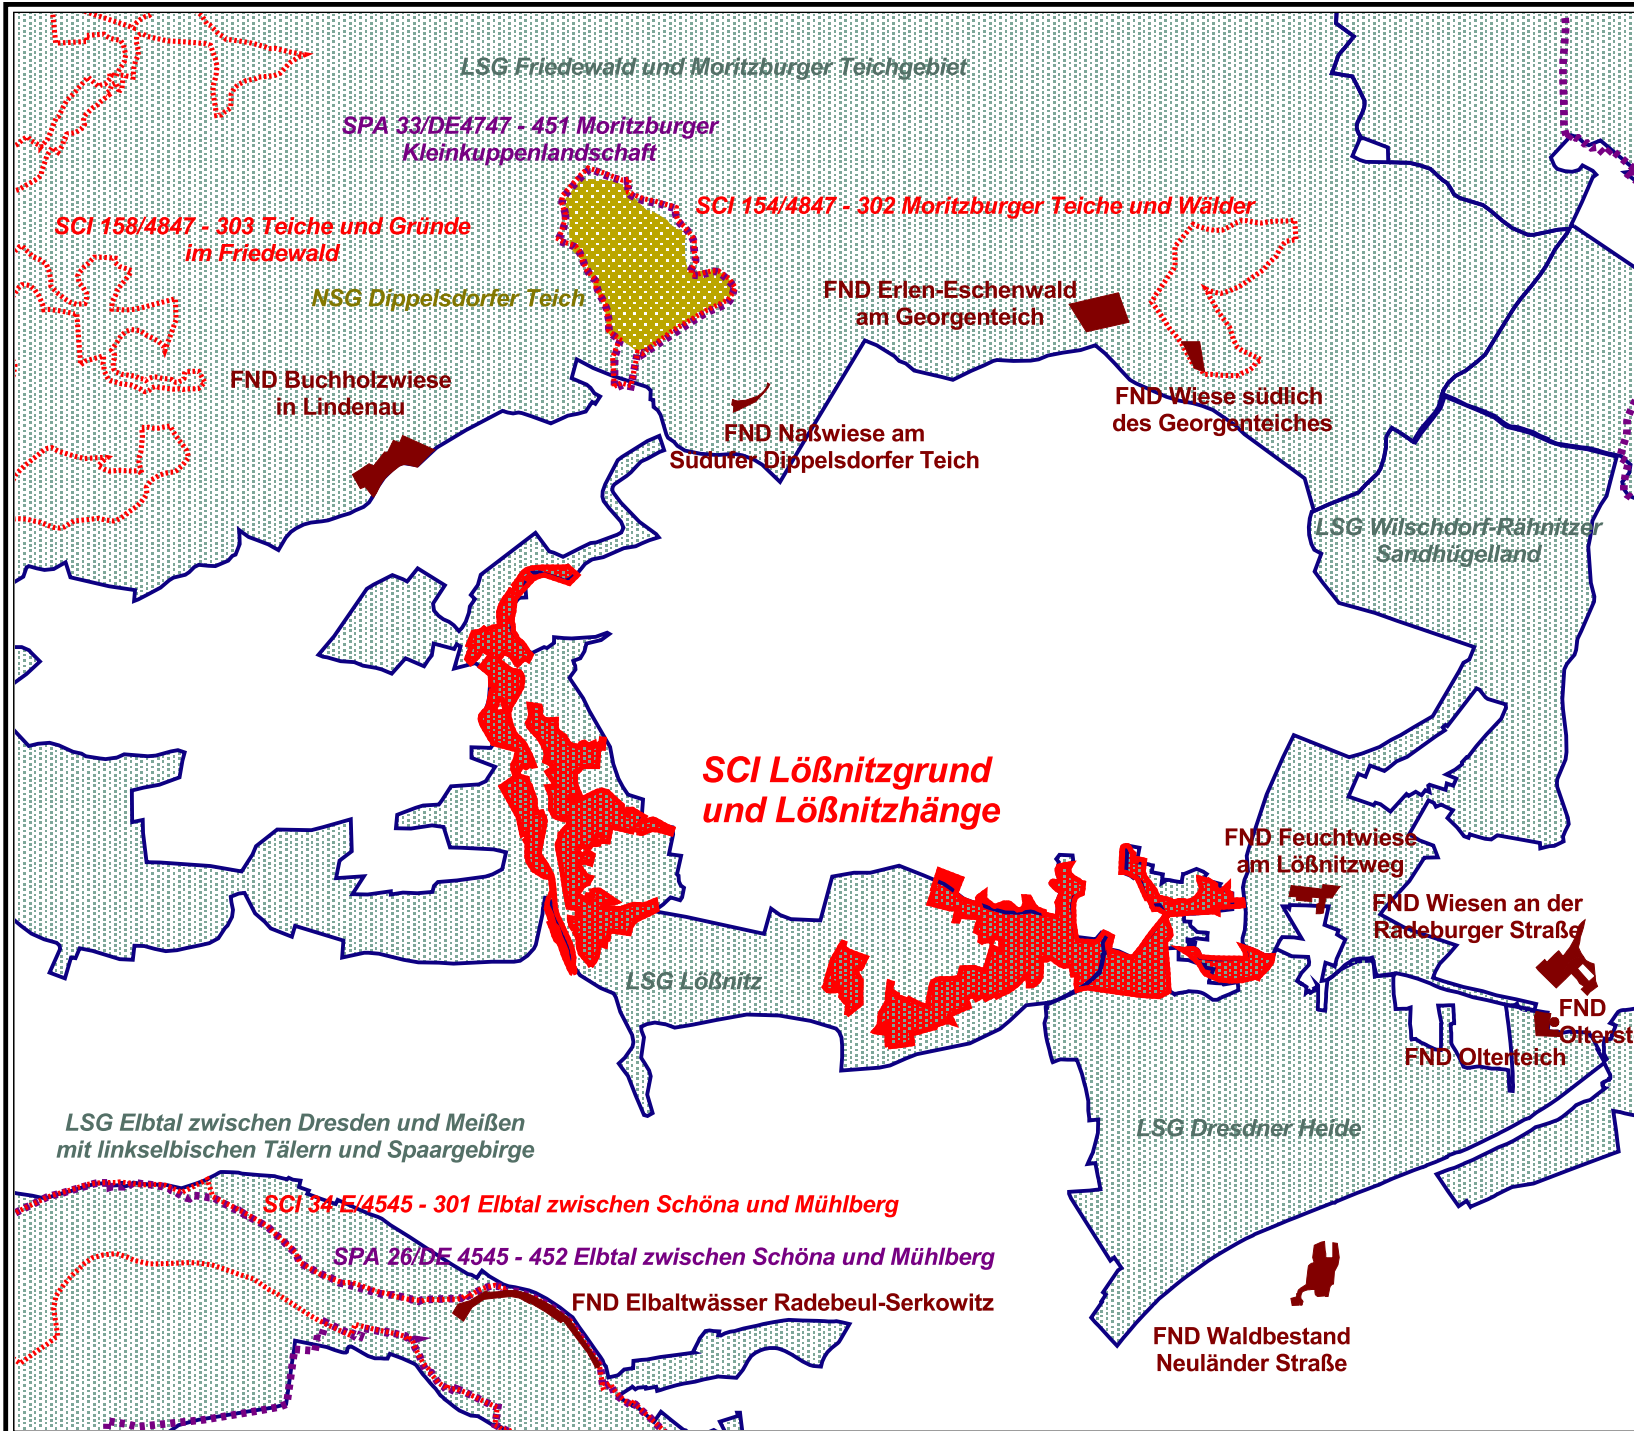 LSG Friedewald und Moritzburger Teichgebiet
SPA 33/DE4747 - 451 Moritzburger
Kleinkuppenlandschaft
SCI 154/4847 - 302 Moritzburger Teiche und Wälder
SCI 158/4847 - 303 Teiche und Gründe
im Friedewald
NSG Dippelsdorfer Teich
FND Erlen-Eschenwald
am Georgenteich
FND Buchholzwiese
in Lindenau
FND Wiese südlich
des Georgenteiches
FND Naßwiese am
Südufer Dippelsdorfer Teich
LSG Wilschdorf-Rähnitzer
Sandhügelland
SCI Lößnitzgrund
und Lößnitzhänge
FND Feuchtwiese
am Lößnitzweg
FND Wiesen an der
Radeburger Straße
LSG Lößnitz
FND
Olterst
FND Olterteich
LSG Elbtal zwischen Dresden und Meißen
mit linkselbischen Tälern und Spaargebirge
LSG Dresdner Heide
SCI 34 E/4545 - 301 Elbtal zwischen Schöna und Mühlberg
SPA 26/DE 4545 - 452 Elbtal zwischen Schöna und Mühlberg
FND Elbaltwässer Radebeul-Serkowitz
FND Waldbestand
Neuländer Straße